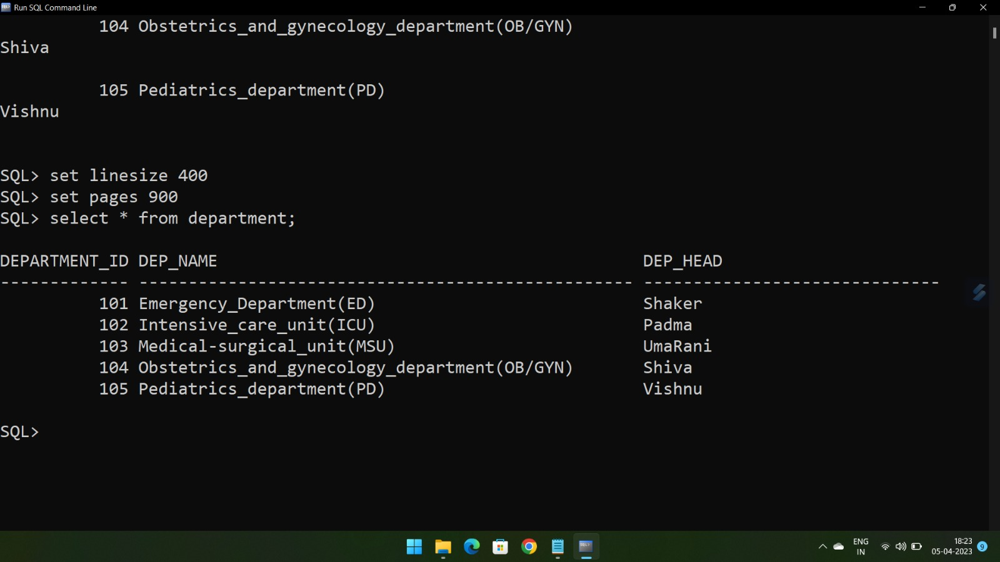 Run SQL Command Line
104 Obstetrics_and_gynecology_department(OB/GYN)
Shiva
105 Pediatrics_department(PD)
Vishnu
SQL> set linesize 400
SQL> set pages 900
SQL> select * from department;
DEPARTMENT_ID DEP_NAME DEP_HEAD
------------- -------------------------------------------------- ------------------------------
101 Emergency_Department(ED) Shaker
102 Intensive_care_unit(ICU) Padma
103 Medical-surgical_unit(MSU) UmaRani
104 Obstetrics_and_gynecology_department(OB/GYN) Shiva
105 Pediatrics_department(PD) Vishnu
SQL>
ENG 18:23
IN 05-04-2023 9